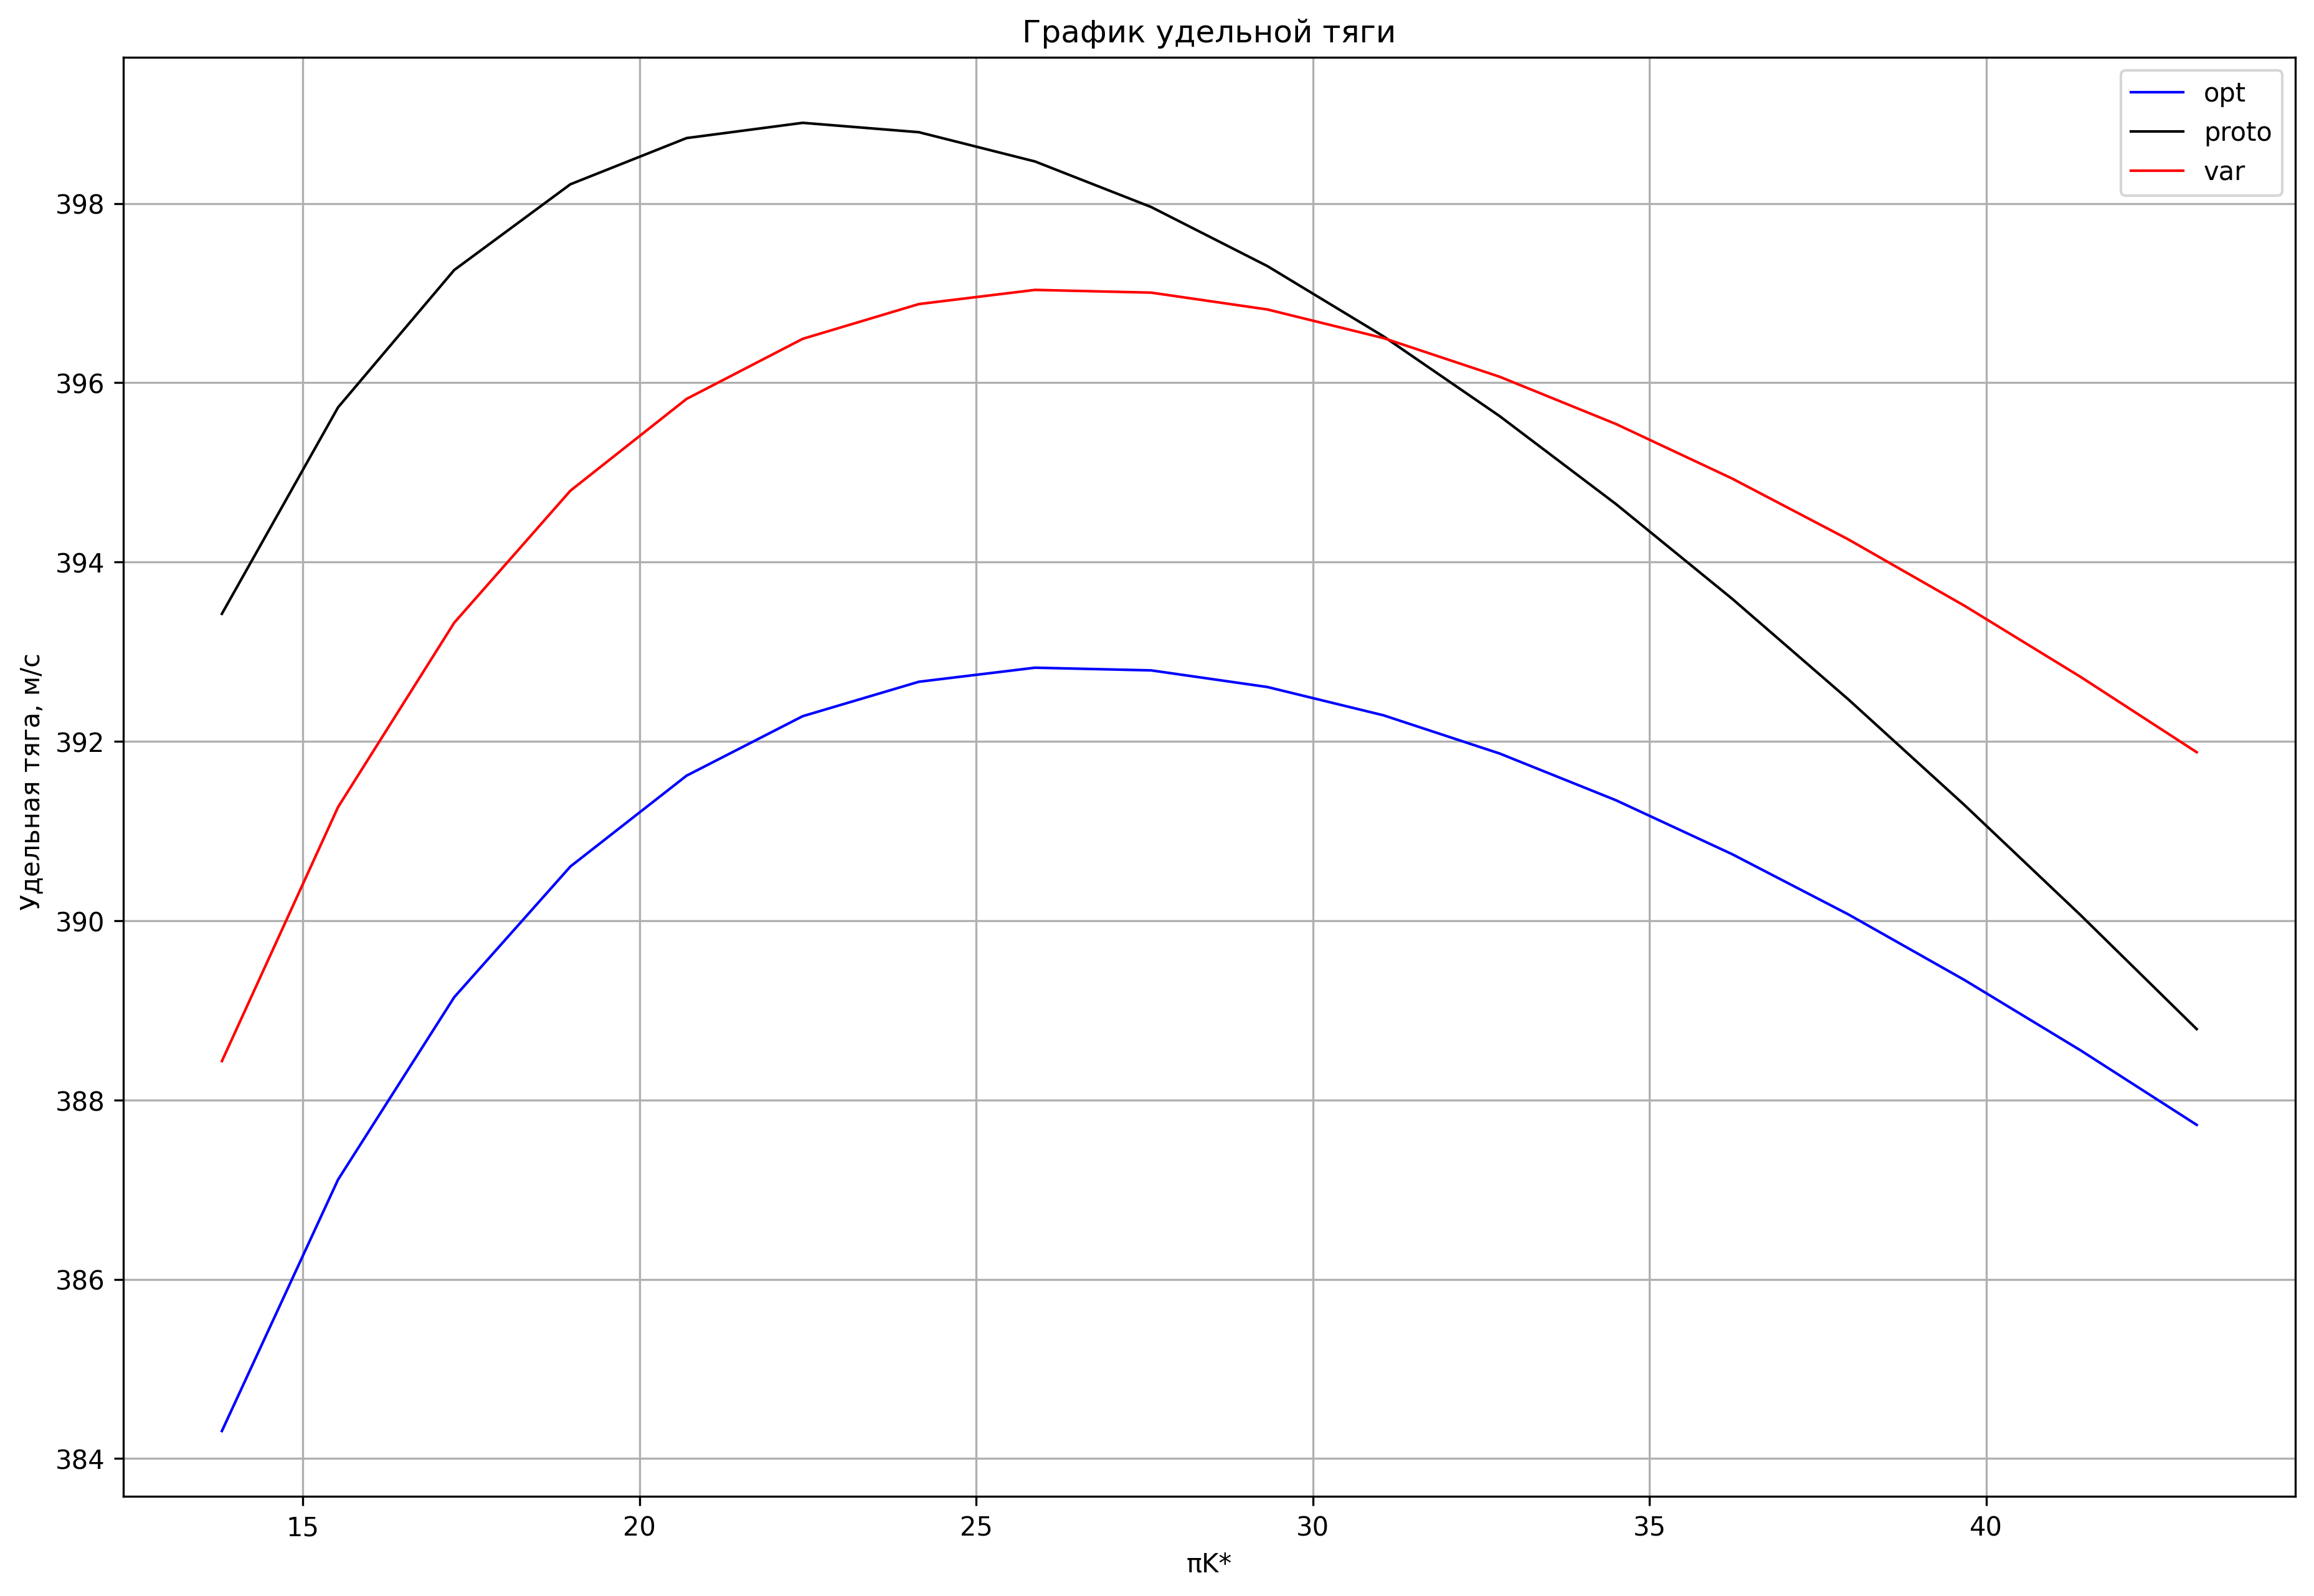 График удельной тяги
opt
proto
var
Удельная тяга, м/с
398
396
394
392
390
388
386
384
15
20
25
30
35
40
πК*